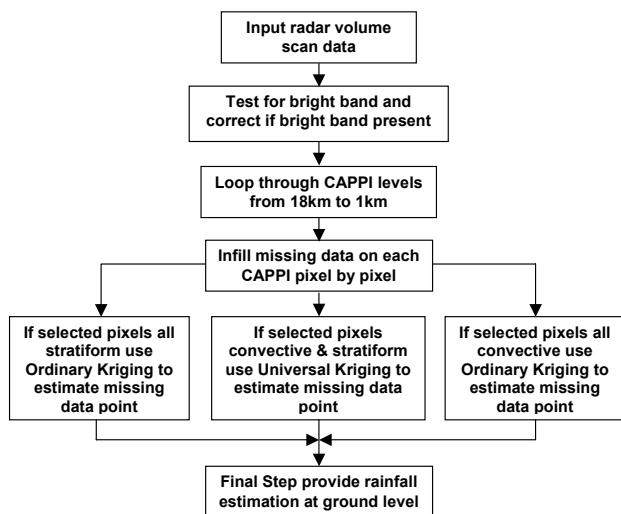 Input radar volume
scan data
Test for bright band and
correct if bright band present
Loop through CAPPI levels
from 18km to 1km
Infill missing data on each
CAPPI pixel by pixel
If selected pixels all
stratiform use
Ordinary Kriging to
estimate missing
data point
If selected pixels
convective & stratiform
use Universal Kriging to
estimate missing data
point
If selected pixels all
convective use
Ordinary Kriging to
estimate missing
data point
Final Step provide rainfall
estimation at ground level